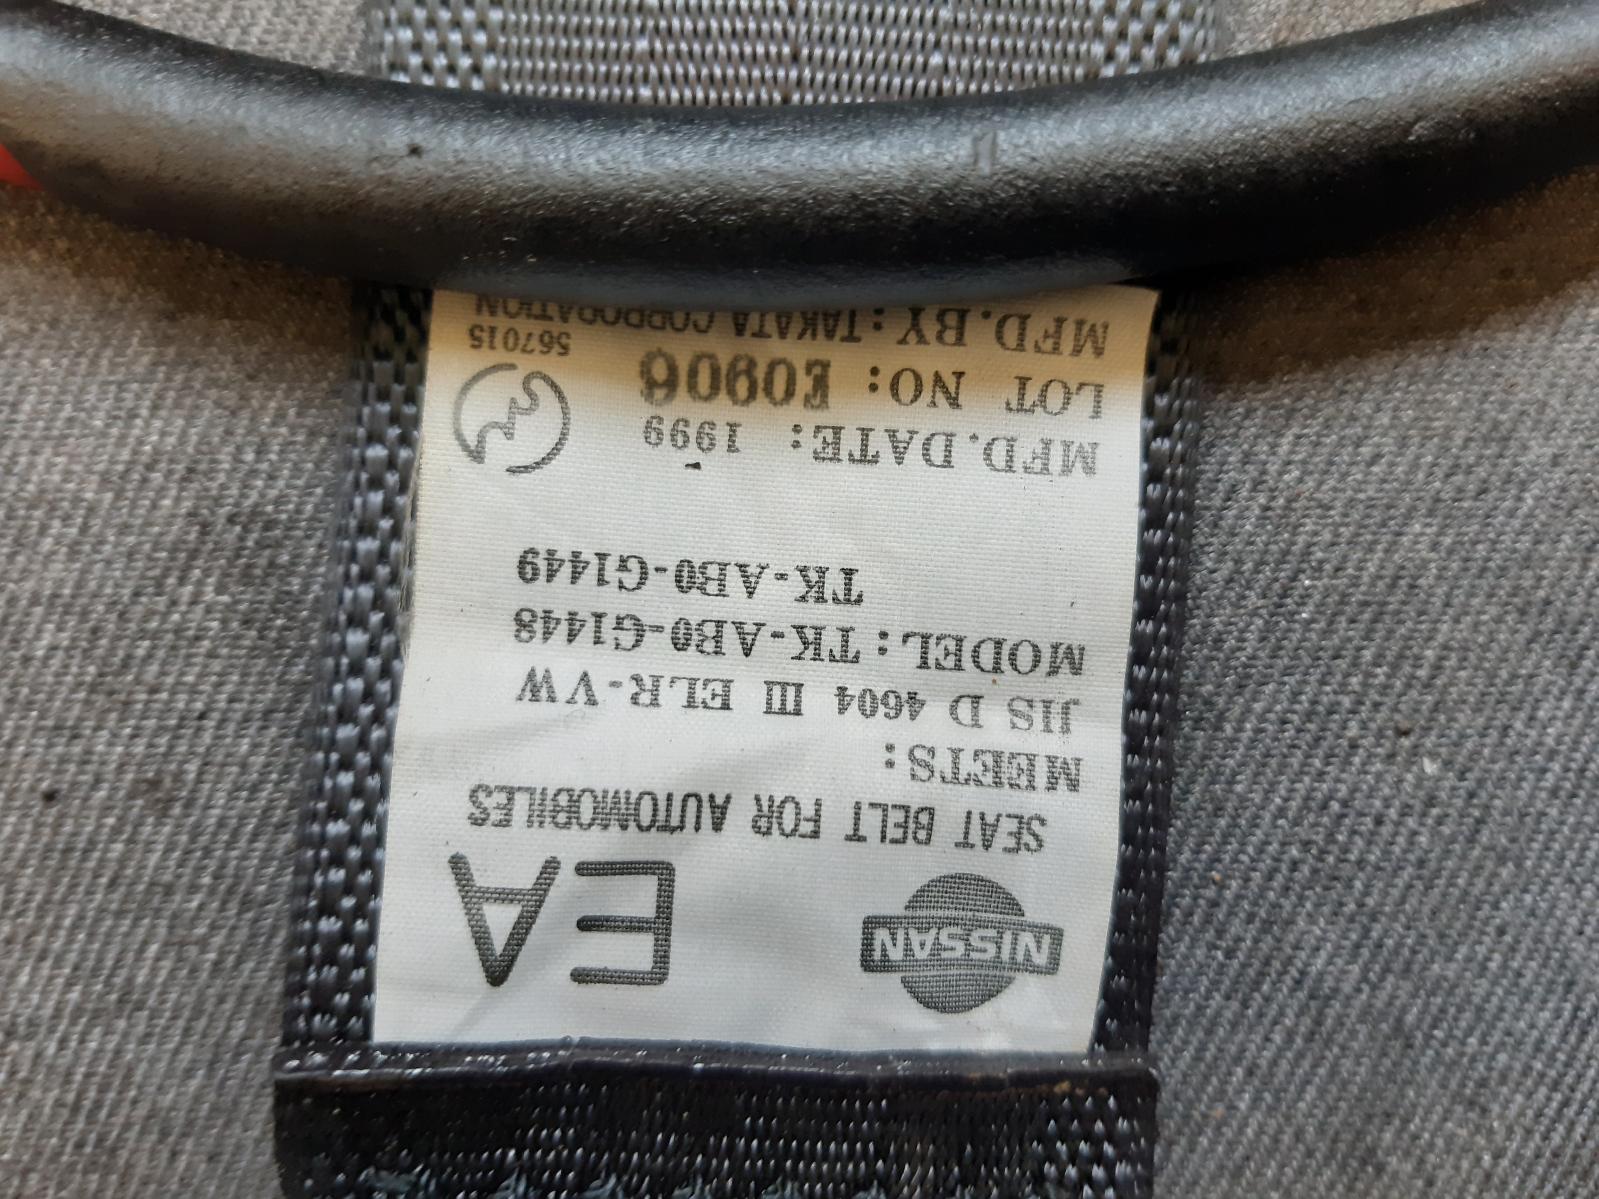 NISSAN
EA
SEAT BELT FOR AUTOMOBILES
MEETS:
JIS D 4604 III ELR-VW
MODEL: TK-AB0-G1448
TK-AB0-G1449
MFD. DATE: 1999
LOT NO: E0906
567015
MFD. BY: TAKATA CORPORATION